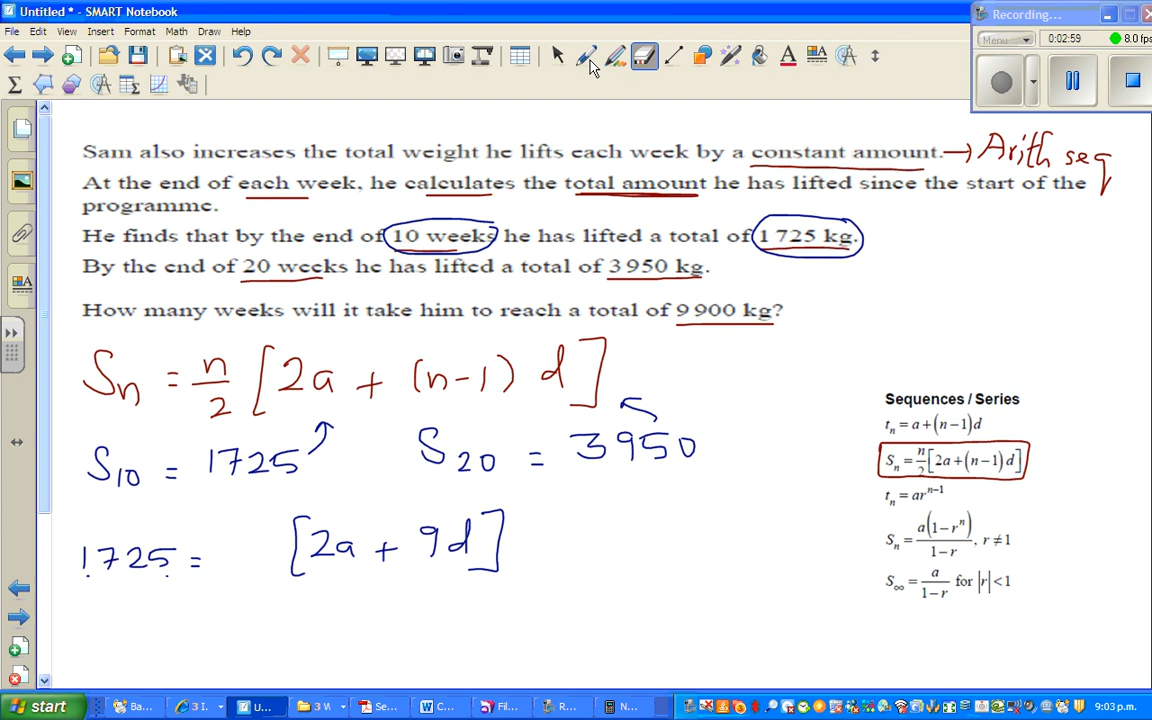 Untitled * - SMART Notebook
Recording...
File Edit View Insert Format Math Draw Help
Menu 0:02:59 8.0 fps
Sam also increases the total weight he lifts each week by a constant amount. → Arith seq
At the end of each week, he calculates the total amount he has lifted since the start of the
programme.
He finds that by the end of 10 weeks he has lifted a total of 1 725 kg.
By the end of 20 weeks he has lifted a total of 3 950 kg.
How many weeks will it take him to reach a total of 9 900 kg?
Sn = n/2 [2a + (n-1) d]
S10 = 1725 S20 = 3950
1725 = [2a + 9d]
Sequences / Series
tn = a + (n − 1)d
Sn = n/2 [2a + (n − 1) d]
tn = ar^n−1
Sn = a(1 − r^n)/1 − r, r ≠ 1
S∞ = a/1 − r for |r| < 1
start Ba... 3 I... U... 3 W Se... C... Fil... R... N... 9:03 p.m.